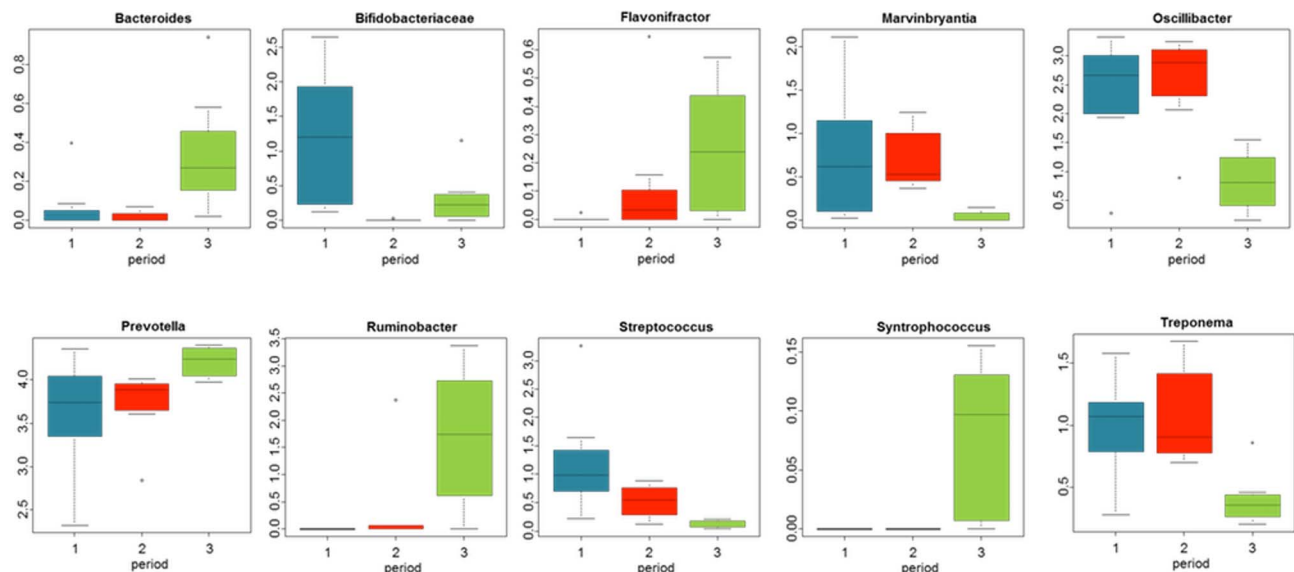 Bacteroides
0.0 0.2 0.4 0.6 0.8
1 2 3
period
Bifidobacteriaceae
0.0 0.5 1.0 1.5 2.0 2.5
1 2 3
period
Flavonifractor
0.0 0.1 0.2 0.3 0.4 0.5 0.6
1 2 3
period
Marvinbryantia
0.0 0.5 1.0 1.5 2.0
1 2 3
period
Oscillibacter
0.5 1.0 1.5 2.0 2.5 3.0
1 2 3
period
Prevotella
2.5 3.0 3.5 4.0
1 2 3
period
Ruminobacter
0.0 0.5 1.0 1.5 2.0 2.5 3.0 3.5
1 2 3
period
Streptococcus
0.0 0.5 1.0 1.5 2.0 2.5 3.0
1 2 3
period
Syntrophococcus
0.00 0.05 0.10 0.15
1 2 3
period
Treponema
0.5 1.0 1.5
1 2 3
period